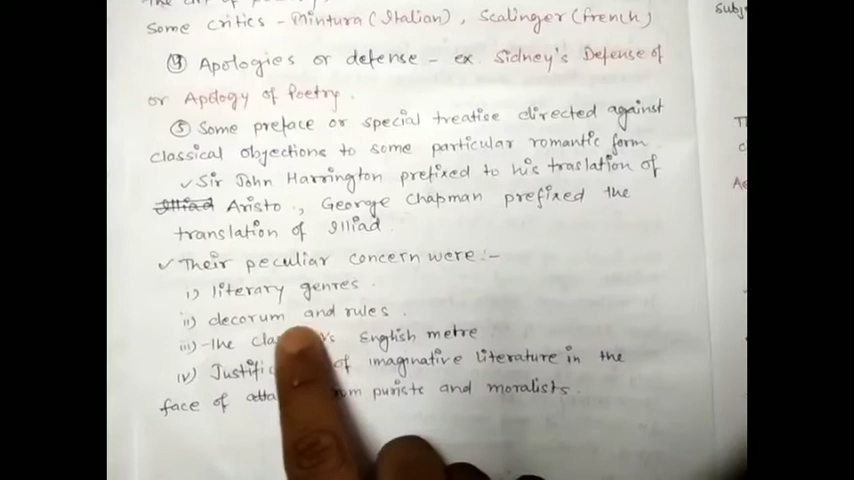 Some critics - Mintura (Italian), Scalinger (French)
④ Apologies or defense - ex. Sidney's Defense of
or Apology of Poetry.
⑤ Some preface or special treatise directed against
classical objections to some particular romantic form
✓ Sir John Harrington prefixed to his traslation of
Illiad Aristo, George Chapman prefixed the
translation of Illiad
✓ Their peculiar concern were :-
i) literary genres
ii) decorum and rules.
iii) - the English metre
iv) of imaginative literature in the
face of purists and moralists.
Subj